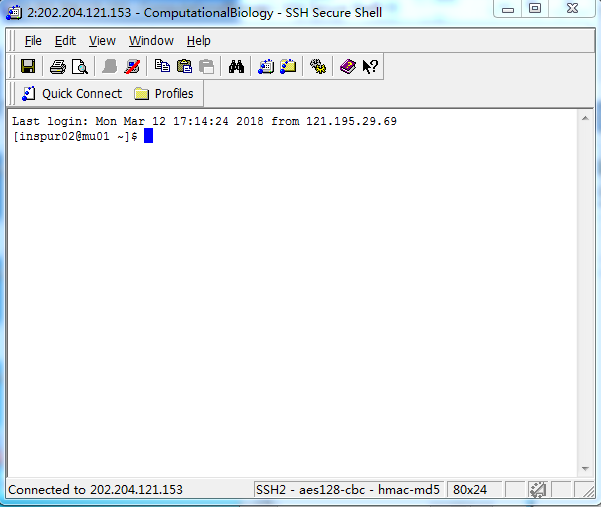 2:202.204.121.153 - ComputationalBiology - SSH Secure Shell
File Edit View Window Help
Quick Connect Profiles
Last login: Mon Mar 12 17:14:24 2018 from 121.195.29.69
[inspur02@mu01 ~]$
Connected to 202.204.121.153 SSH2 - aes128-cbc - hmac-md5 80x24